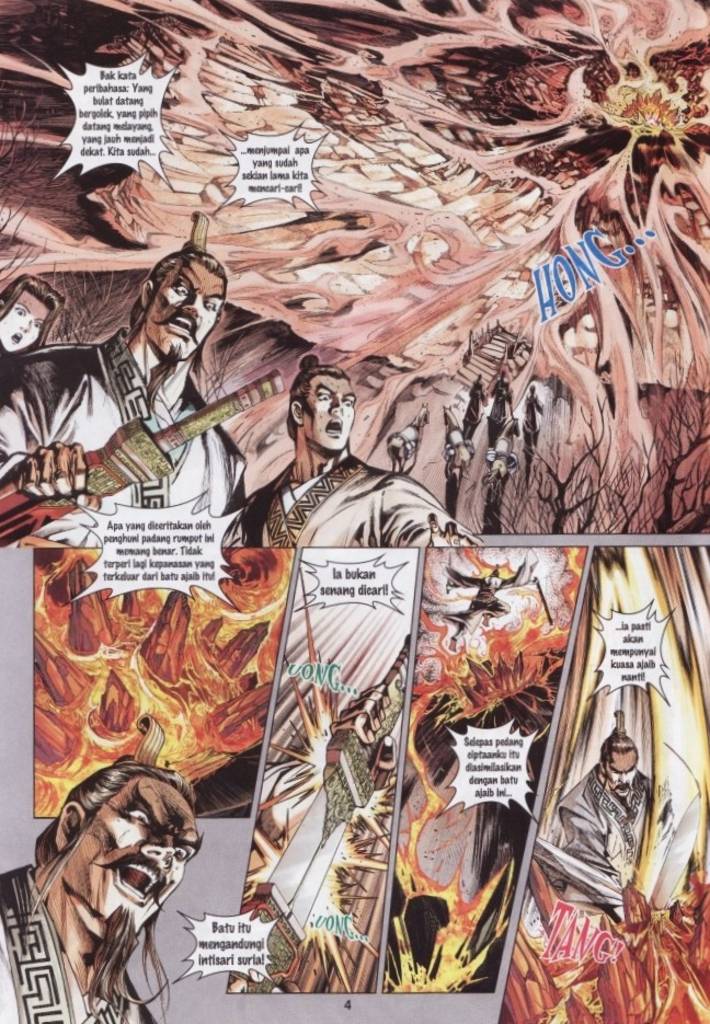 Bak kata
peribahasa: Yang
bulat datang
bergolek, yang pipih
datang melayang,
yang jauh menjadi
dekat. Kita sudah...
...menjumpai apa
yang sudah
sekian lama kita
mencari-cari!
HONG...
Apa yang diceritakan oleh
penghuni padang rumput ini
memang benar. Tidak
terperi lagi kepanasan yang
terkeluar dari batu ajaib itu!
Ia bukan
senang dicari!
UONG...
UONG...
Batu itu
mengandungi
intisari suria!
Selepas pedang
ciptaanku itu
diasimilasikan
dengan batu
ajaib ini...
...ia pasti
akan
mempunyai
kuasa ajaib
nanti!
TANG!
4